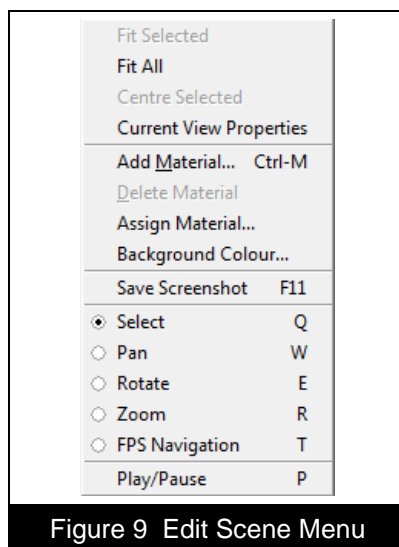 Fit Selected
Fit All
Centre Selected
Current View Properties
Add Material... Ctrl-M
Delete Material
Assign Material...
Background Colour...
Save Screenshot F11
Select Q
Pan W
Rotate E
Zoom R
FPS Navigation T
Play/Pause P
Figure 9 Edit Scene Menu